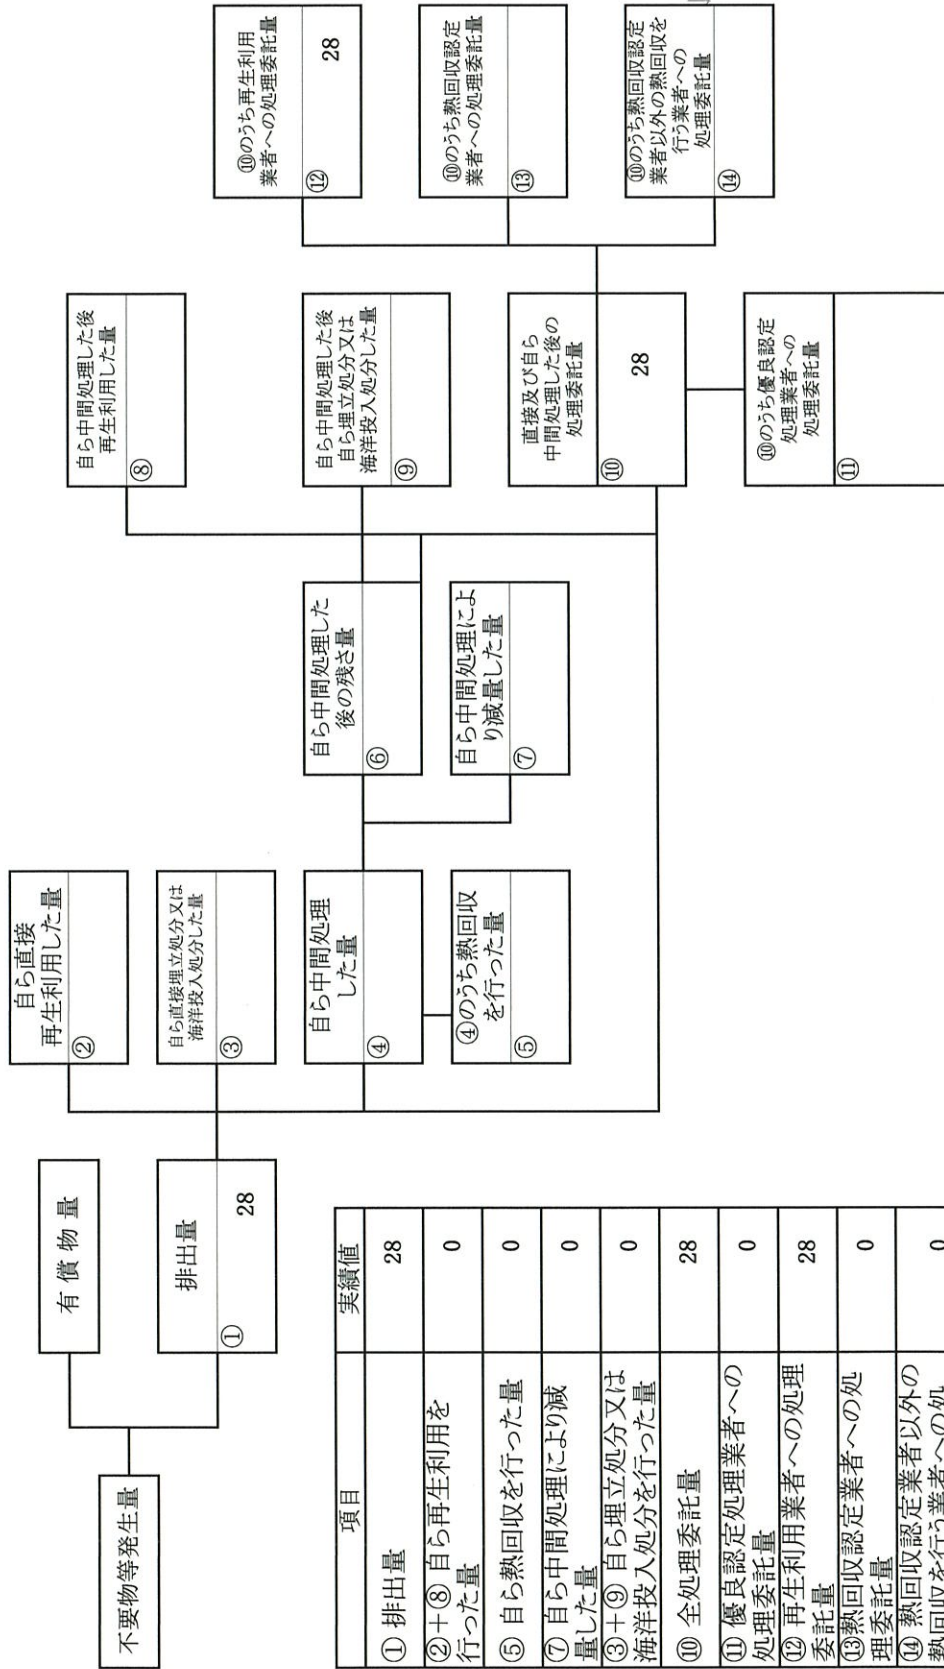 不要物等発生量
有償物量
排出量
①
28
自ら直接
再生利用した量
②
自ら直接埋立処分又は
海洋投入処分した量
③
自ら中間処理
した量
④
④のうち熱回収
を行った量
⑤
自ら中間処理した
後の残さ量
⑥
自ら中間処理によ
り減量した量
⑦
自ら中間処理した後
再生利用した量
⑧
自ら中間処理した後
自ら埋立処分又は
海洋投入処分した量
⑨
直接及び自ら
中間処理した後の
処理委託量
⑩
28
⑩のうち優良認定
処理業者への
処理委託量
⑪
⑩のうち再生利用
業者への処理委託量
⑫
28
⑩のうち熱回収認定
業者への処理委託量
⑬
⑩のうち熱回収認定
業者以外の熱回収を
行う業者への
処理委託量
⑭
項目 実績値
①排出量 28
②+⑧自ら再生利用を
行った量 0
⑤自ら熱回収を行った量 0
⑦自ら中間処理により減
量した量 0
③+⑨自ら埋立処分又は
海洋投入処分を行った量 0
⑩全処理委託量 28
⑪優良認定処理業者への
処理委託量 0
⑫再生利用業者への処理
委託量 28
⑬熱回収認定業者への処
理委託量 0
⑭熱回収認定業者以外の
熱回収を行う業者への処 0